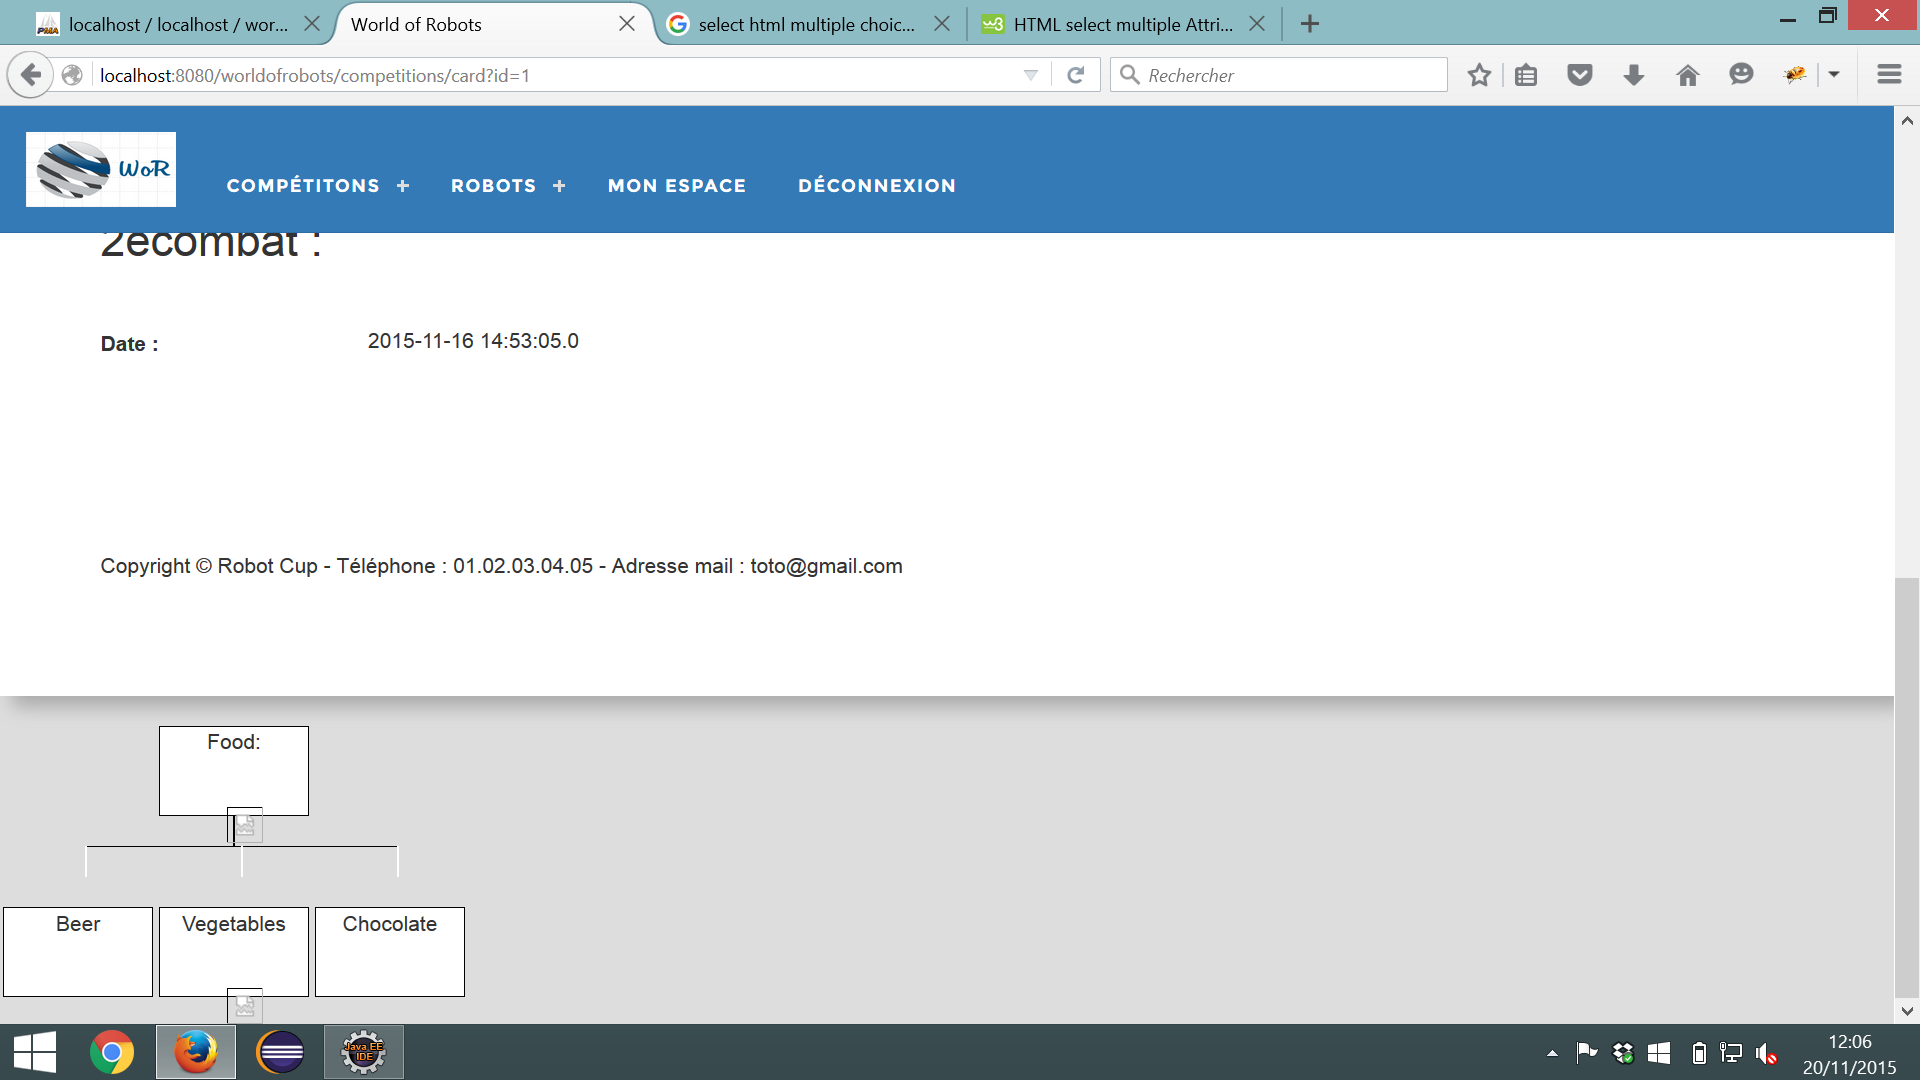 localhost / localhost / wor...
World of Robots
select html multiple choic...
HTML select multiple Attri...
localhost:8080/worldofrobots/competitions/card?id=1
Rechercher
WoR
COMPÉTITONS +
ROBOTS +
MON ESPACE
DÉCONNEXION
2ecombat :
Date :
2015-11-16 14:53:05.0
Copyright © Robot Cup - Téléphone : 01.02.03.04.05 - Adresse mail : toto@gmail.com
Food:
Beer
Vegetables
Chocolate
Java EE
IDE
12:06
20/11/2015
PMA
w3